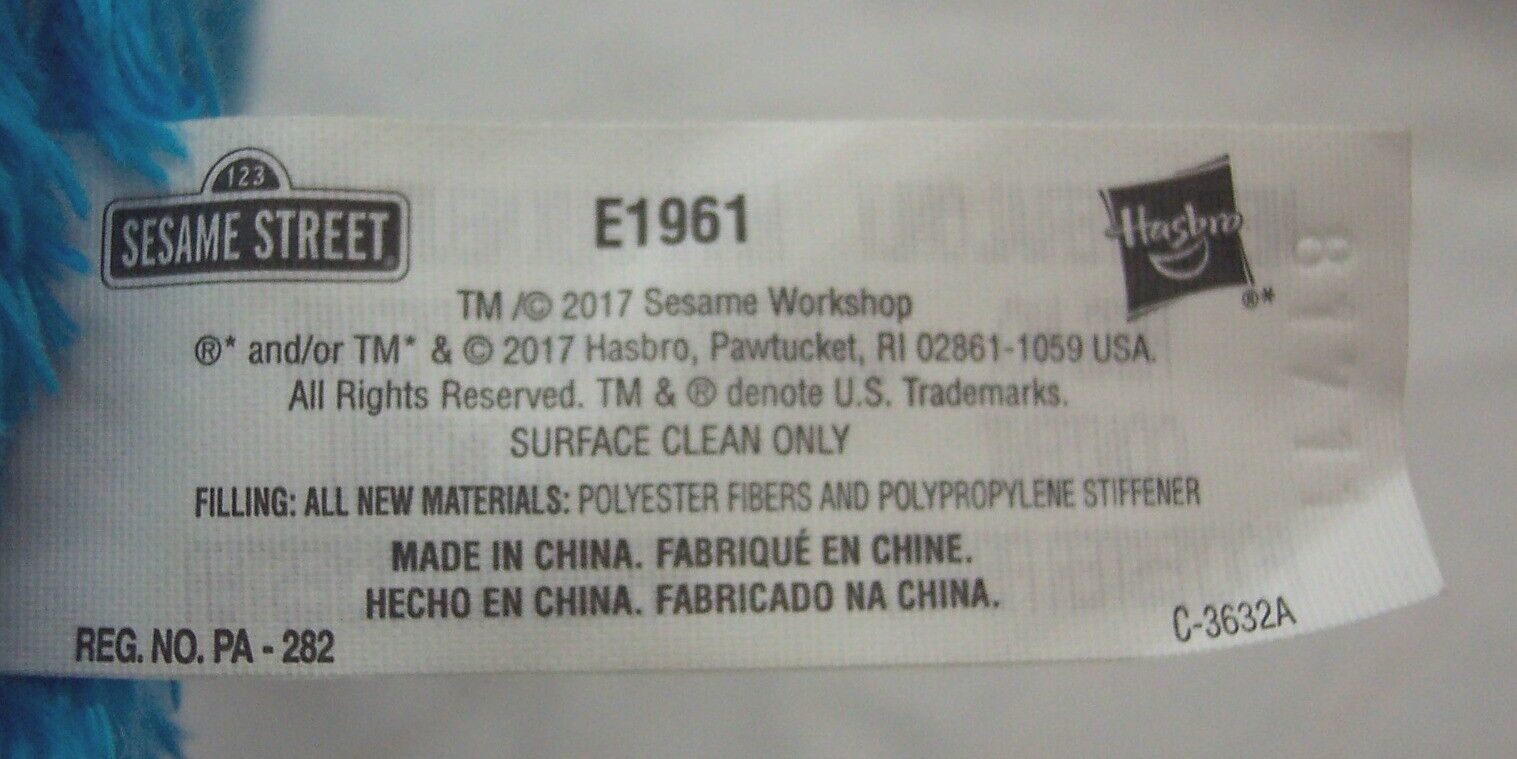 123
SESAME STREET
E1961
Hasbro
®*
TM /© 2017 Sesame Workshop
®* and/or TM* & © 2017 Hasbro, Pawtucket, RI 02861-1059 USA.
All Rights Reserved. TM & ® denote U.S. Trademarks.
SURFACE CLEAN ONLY
FILLING: ALL NEW MATERIALS: POLYESTER FIBERS AND POLYPROPYLENE STIFFENER
MADE IN CHINA. FABRIQUÉ EN CHINE.
HECHO EN CHINA. FABRICADO NA CHINA.
REG. NO. PA - 282
C-3632A